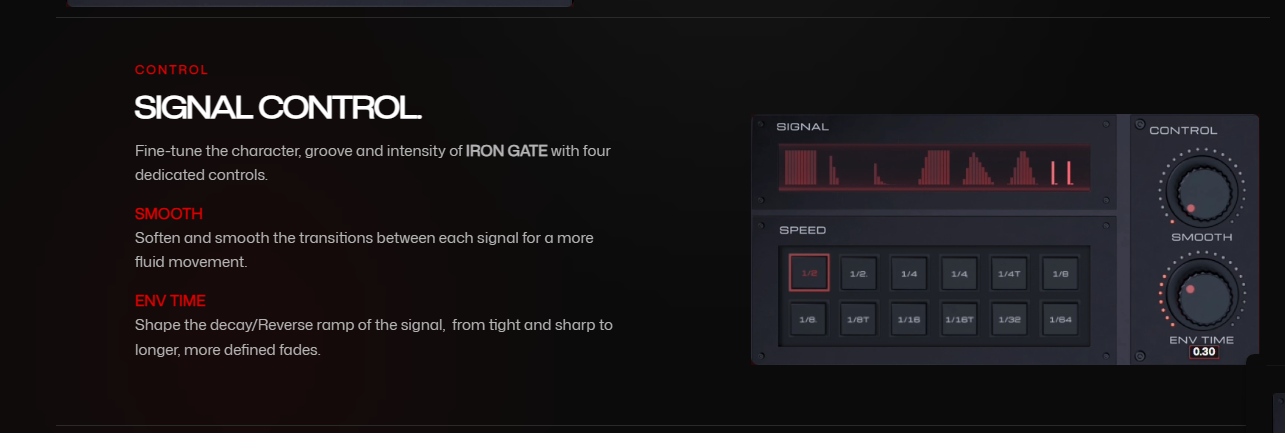 CONTROL
SIGNAL CONTROL.
Fine-tune the character, groove and intensity of IRON GATE with four
dedicated controls.
SMOOTH
Soften and smooth the transitions between each signal for a more
fluid movement.
ENV TIME
Shape the decay/Reverse ramp of the signal,  from tight and sharp to
longer, more defined fades.
SIGNAL
CONTROL
SMOOTH
SPEED
1/2 1/2. 1/4 1/4. 1/4T 1/8
1/8. 1/8T 1/16 1/16T 1/32 1/64
ENV TIME
0.30